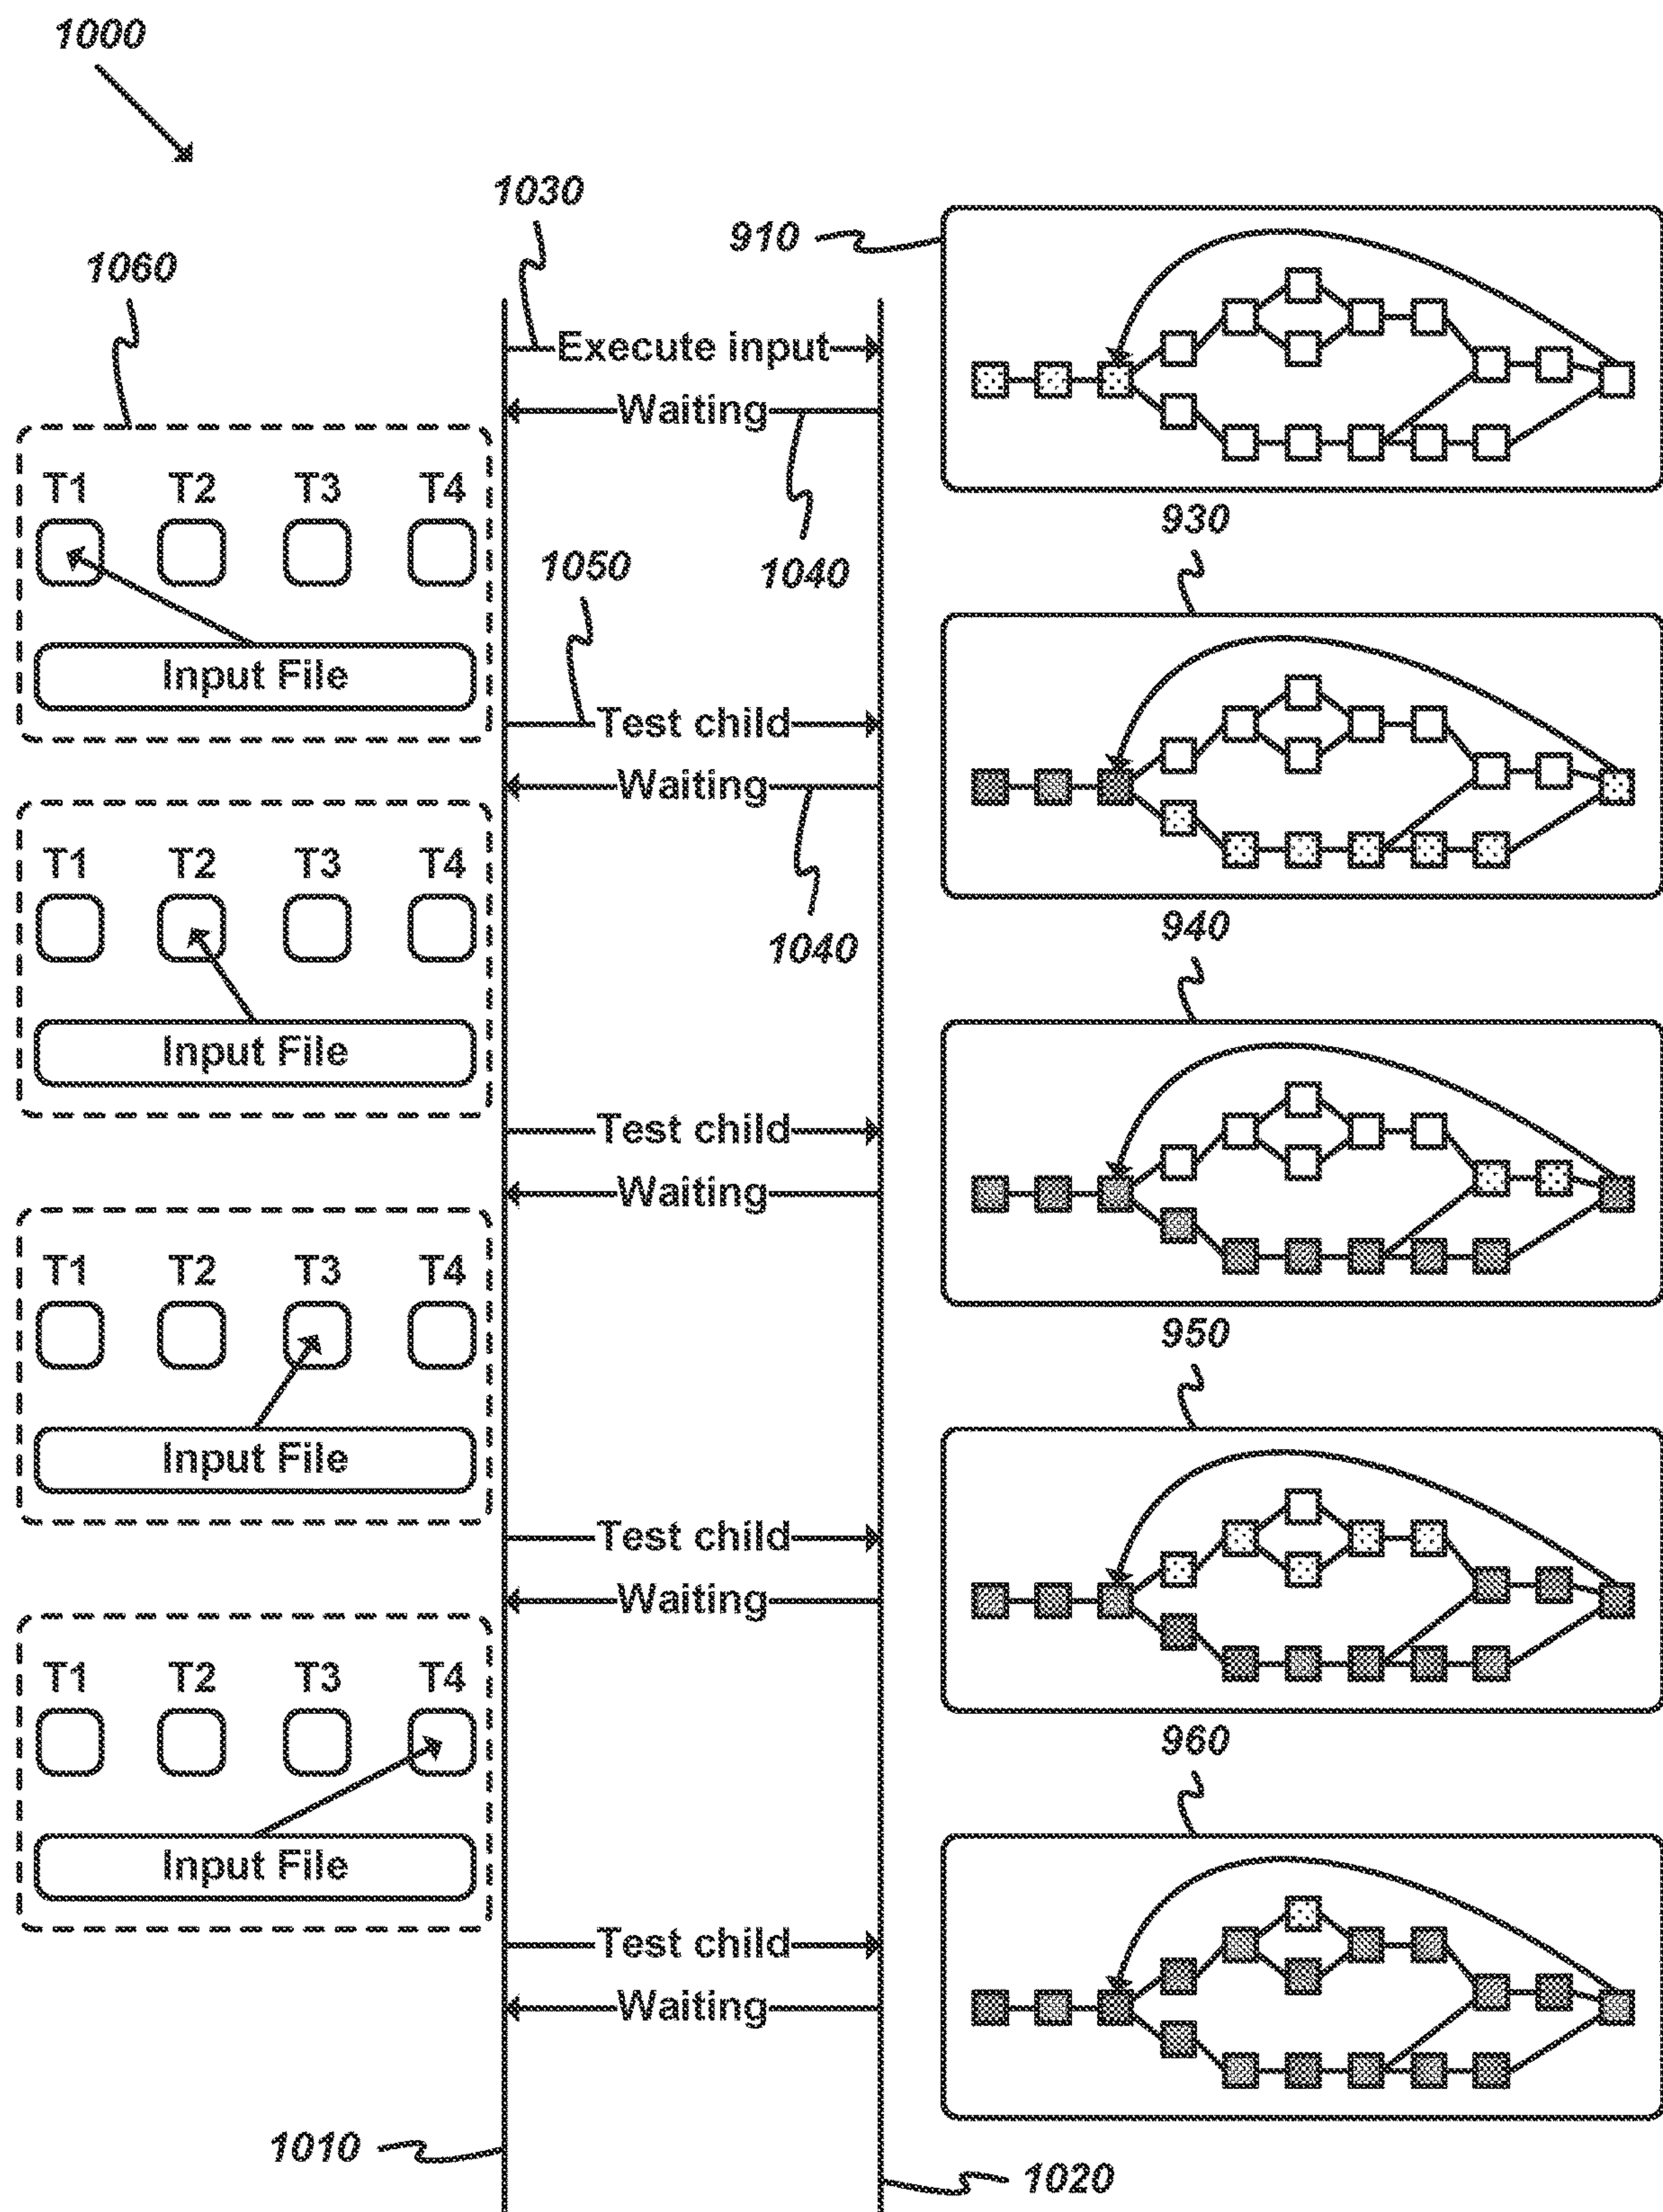 1000
1030
910
1060
Execute input
Waiting
T1 T2 T3 T4
930
1050
1040
Input File
Test child
Waiting
T1 T2 T3 T4
940
1040
Input File
Test child
Waiting
T1 T2 T3 T4
950
Input File
Test child
Waiting
T1 T2 T3 T4
960
Input File
Test child
Waiting
1010
1020